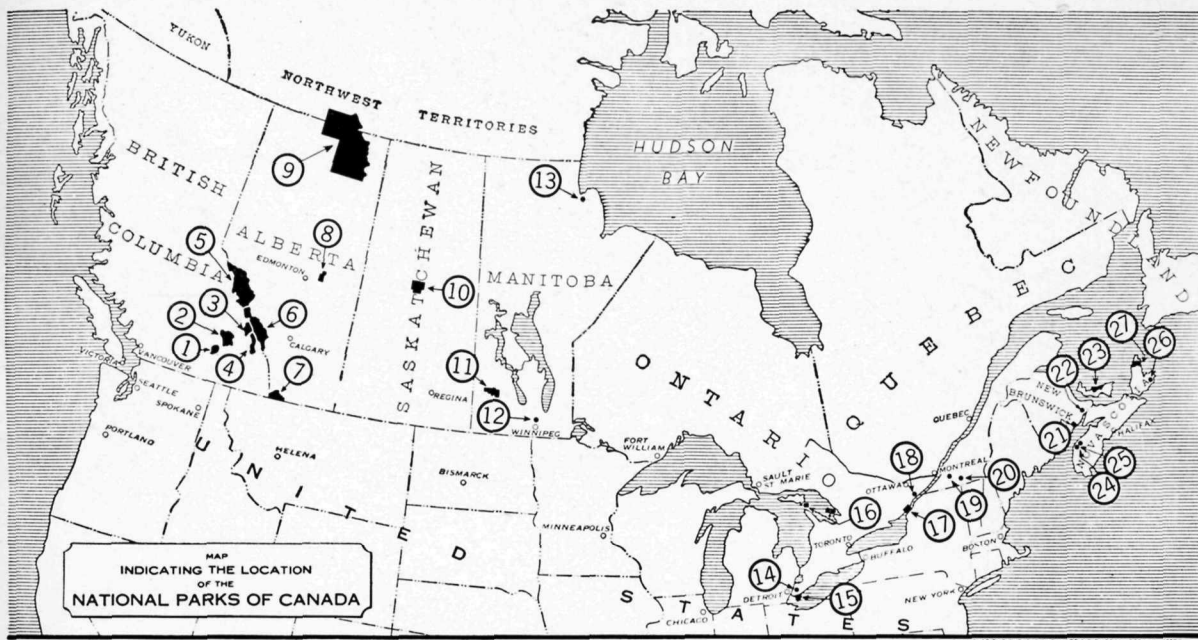 YUKON
NORTHWEST
TERRITORIES
HUDSON
BAY
NEWFOUNDLAND
BRITISH
COLUMBIA
9
13
5
8
ALBERTA
EDMONTON
SASKATCHEWAN
10
MANITOBA
QUEBEC
3
6
2
1
4
CALGARY
VICTORIA
VANCOUVER
7
11
REGINA
12
WINNIPEG
ONTARIO
27
26
22
23
NEW
BRUNSWICK
NOVA SCOTIA
HALIFAX
21
25
24
SEATTLE
SPOKANE
PORTLAND
HELENA
BISMARCK
FORT
WILLIAM
SAULT
ST MARIE
QUEBEC
18
OTTAWA
MONTREAL
20
19
16
17
TORONTO
BUFFALO
BOSTON
MINNEAPOLIS
14
DETROIT
15
CHICAGO
NEW YORK
UNITED
STATES
MAP
INDICATING THE LOCATION
OF THE
NATIONAL PARKS OF CANADA